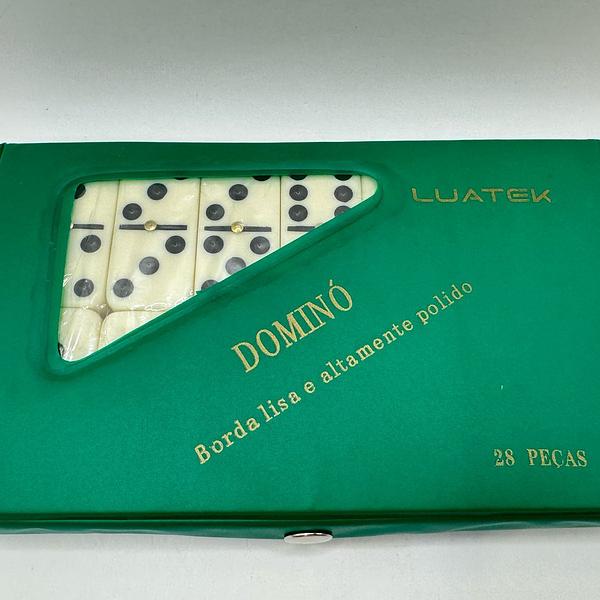 LUATEK
DOMINÓ
Borda lisa e altamente polido
28 PEÇAS